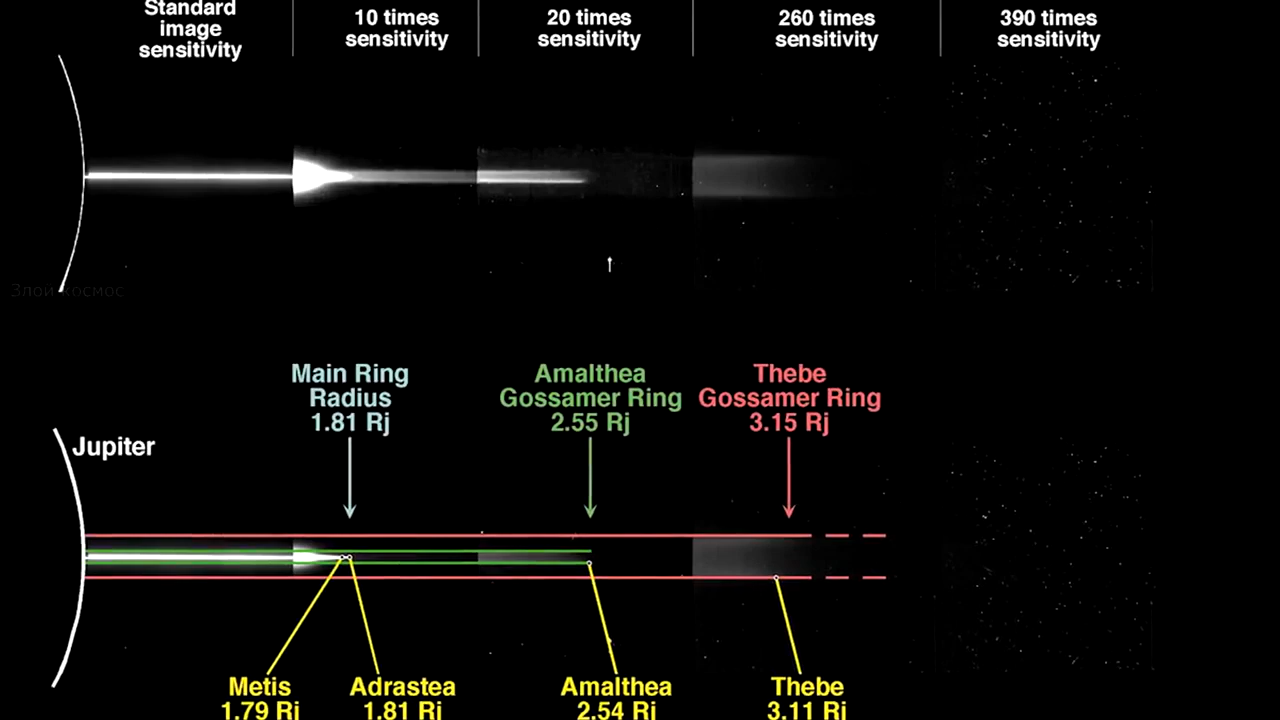 Standard
image
sensitivity
10 times
sensitivity
20 times
sensitivity
260 times
sensitivity
390 times
sensitivity
Злой космос
Main Ring
Radius
1.81 Rj
Amalthea
Gossamer Ring
2.55 Rj
Thebe
Gossamer Ring
3.15 Rj
Jupiter
Metis
1.79 Rj
Adrastea
1.81 Rj
Amalthea
2.54 Rj
Thebe
3.11 Rj